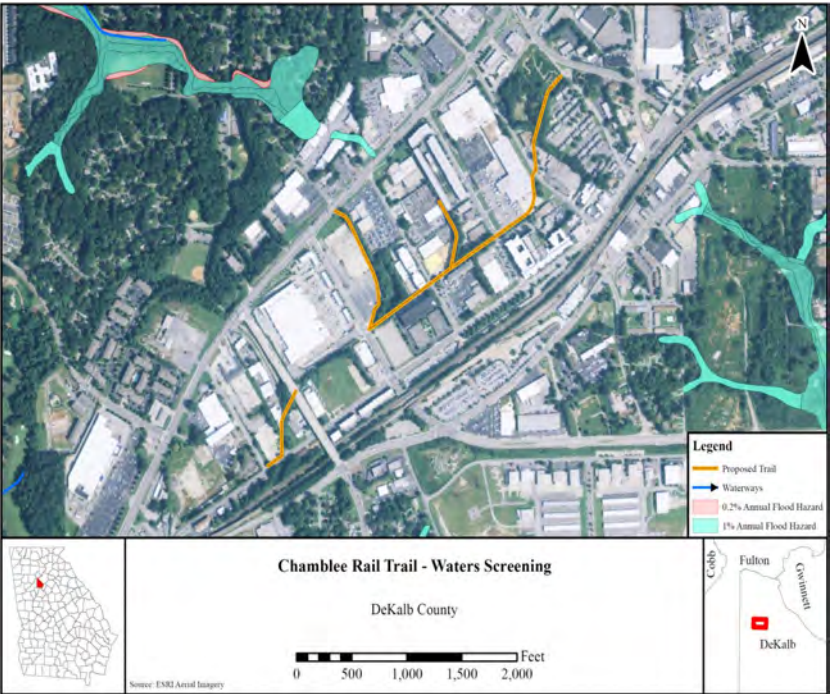 N
Legend
Proposed Trail
Waterways
0.2% Annual Flood Hazard
1% Annual Flood Hazard
Chamblee Rail Trail - Waters Screening
DeKalb County
Feet
0 500 1,000 1,500 2,000
Source: ESRI Aerial Imagery
Cobb
Fulton
Gwinnett
DeKalb